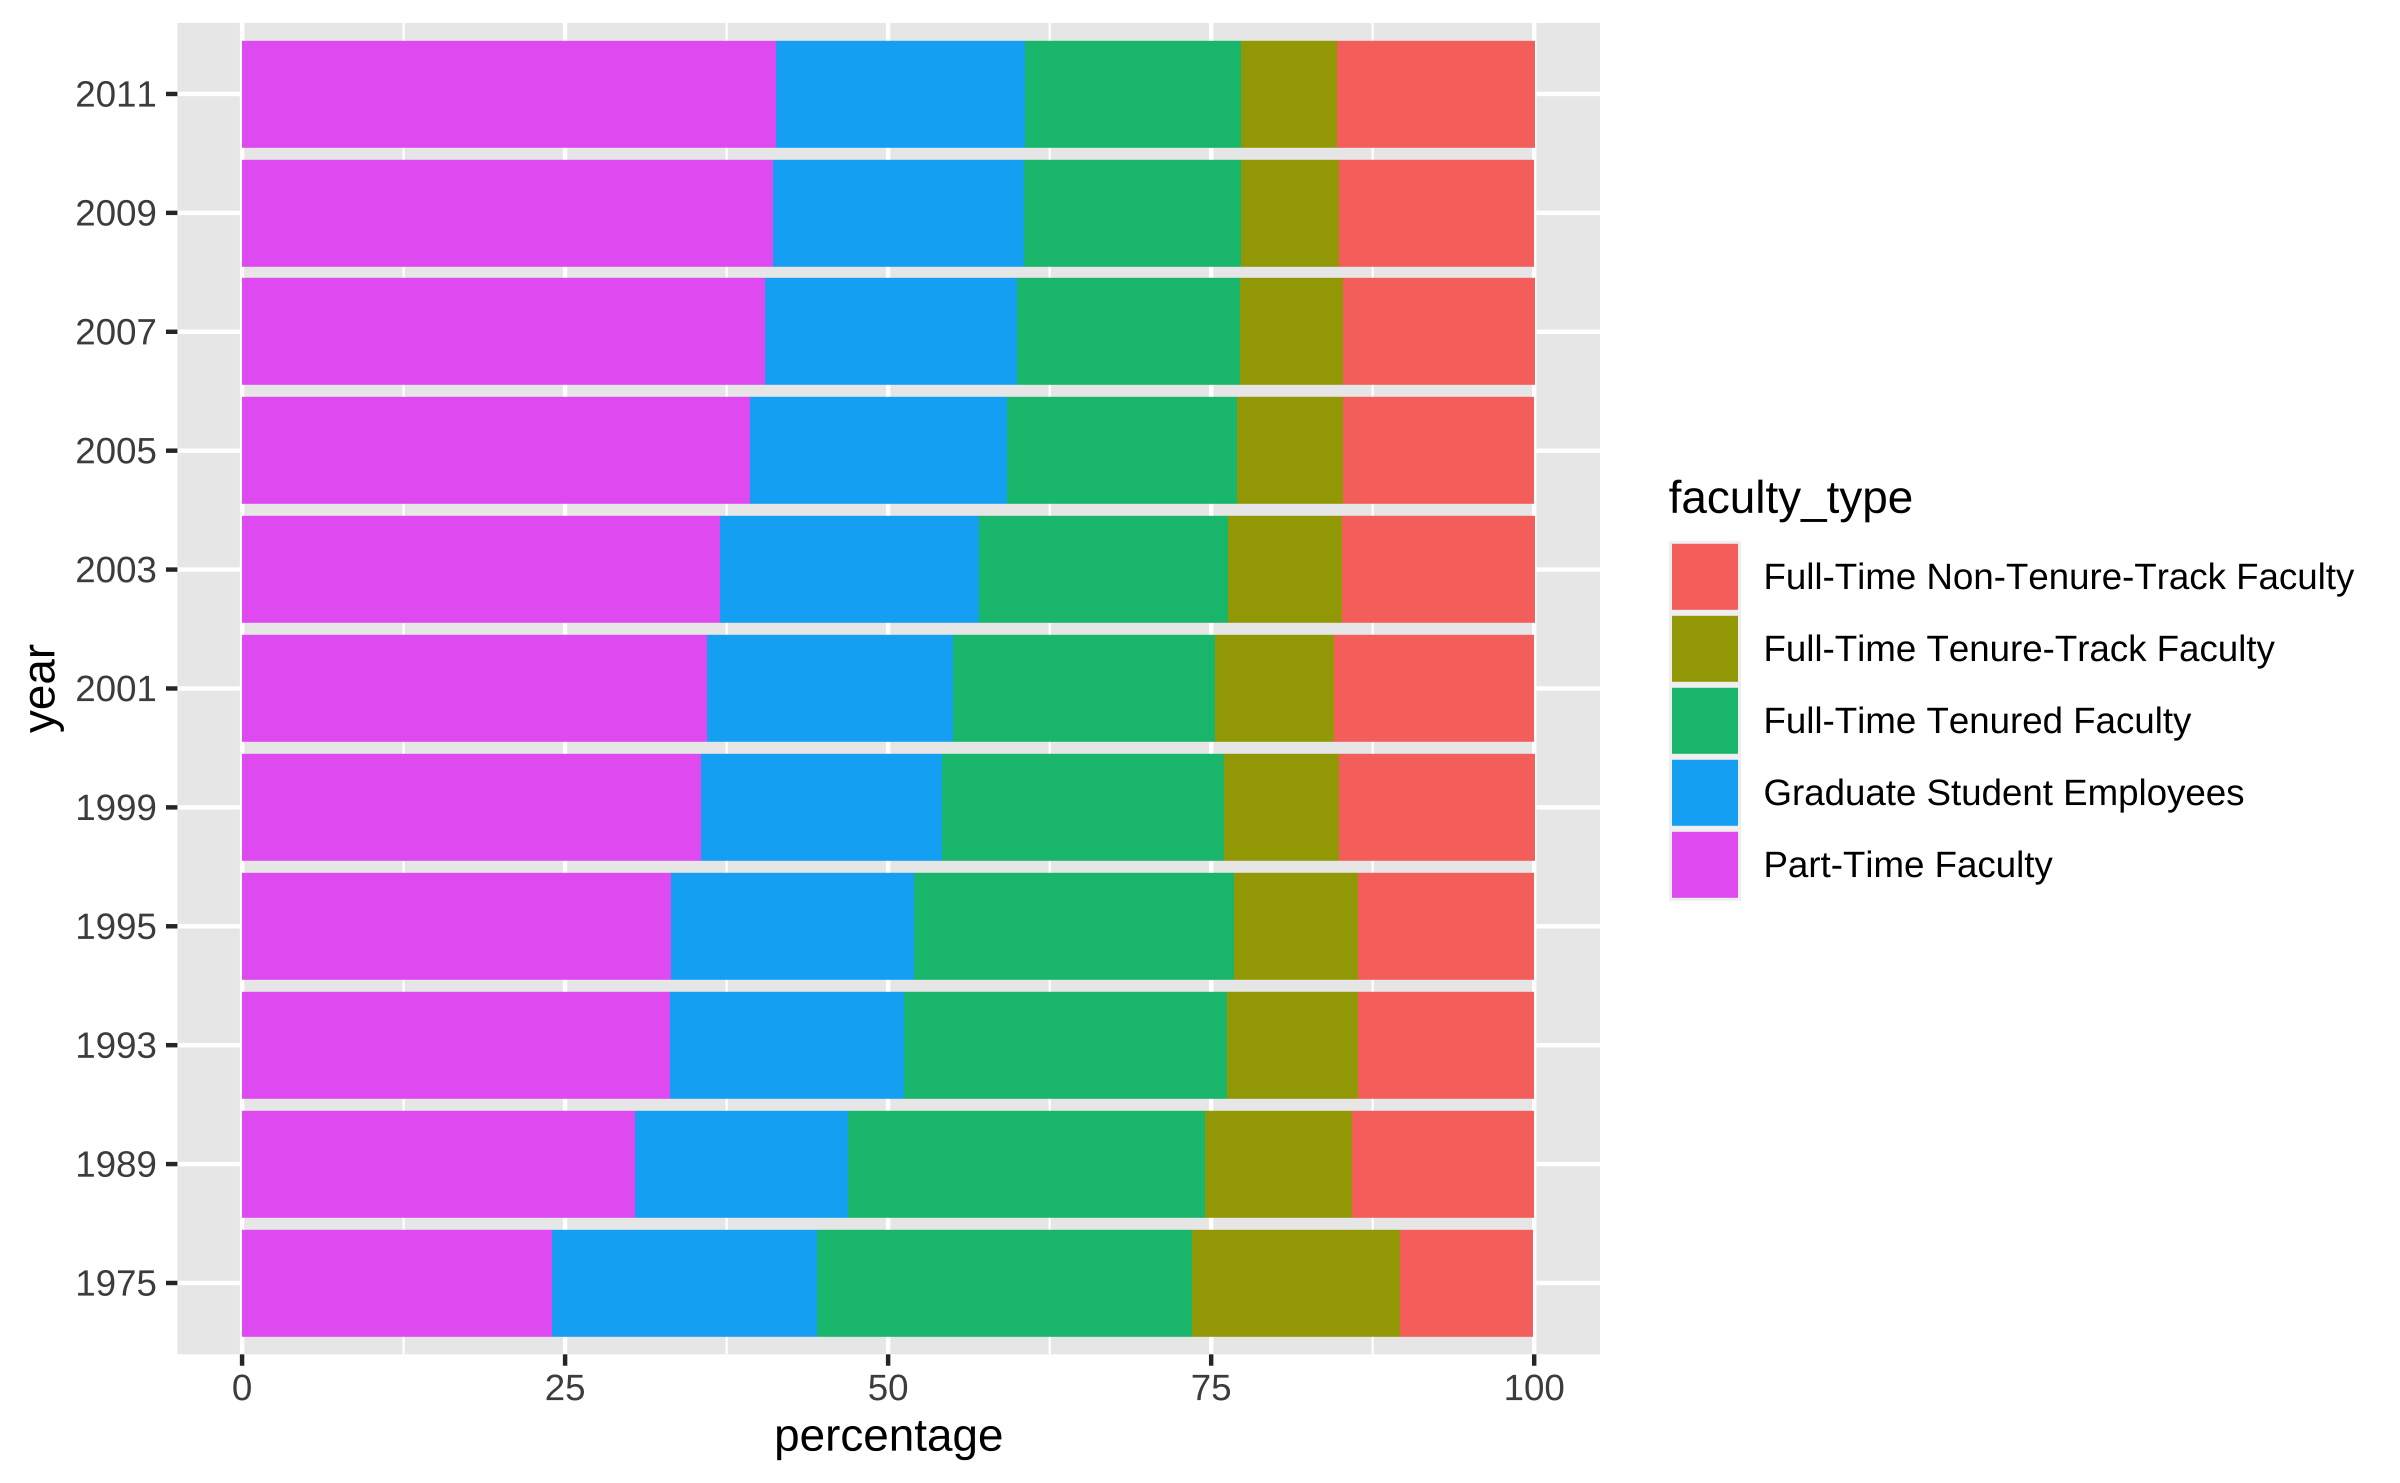 2011
2009
2007
2005
2003
2001
1999
1995
1993
1989
1975
year
0 25 50 75 100
percentage
faculty_type
Full-Time Non-Tenure-Track Faculty
Full-Time Tenure-Track Faculty
Full-Time Tenured Faculty
Graduate Student Employees
Part-Time Faculty